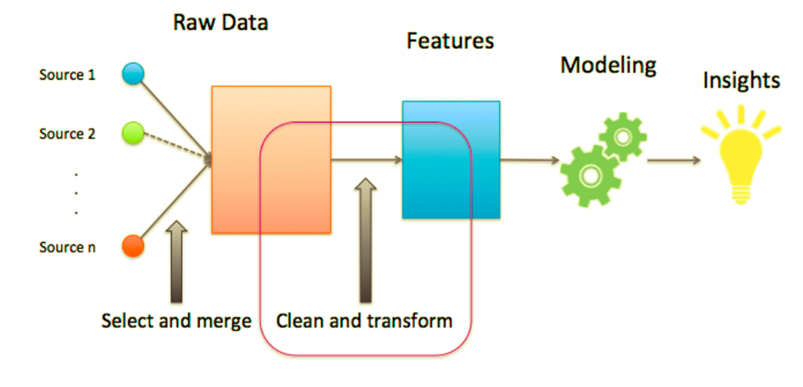 Raw Data
Features
Modeling
Insights
Source 1
Source 2
.
.
.
Source n
Select and merge
Clean and transform